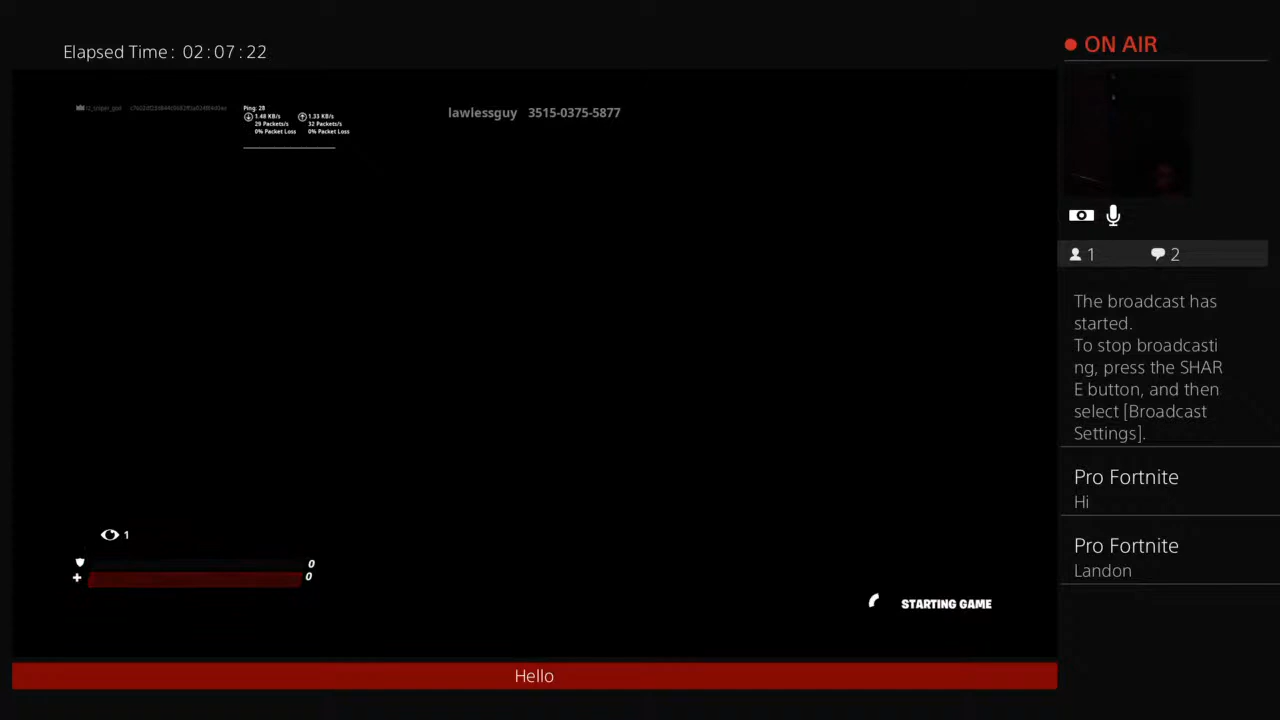 Elapsed Time: 02:07:22
ON AIR
Ping: 28
3.48 KB/s 1.33 KB/s
29 Packets/s 32 Packets/s
0% Packet Loss 0% Packet Loss
lawlessguy 3515-0375-5877
1 2
The broadcast has
started.
To stop broadcasti
ng, press the SHAR
E button, and then
select [Broadcast
Settings].
Pro Fortnite
Hi
Pro Fortnite
Landon
1
0
0
STARTING GAME
Hello